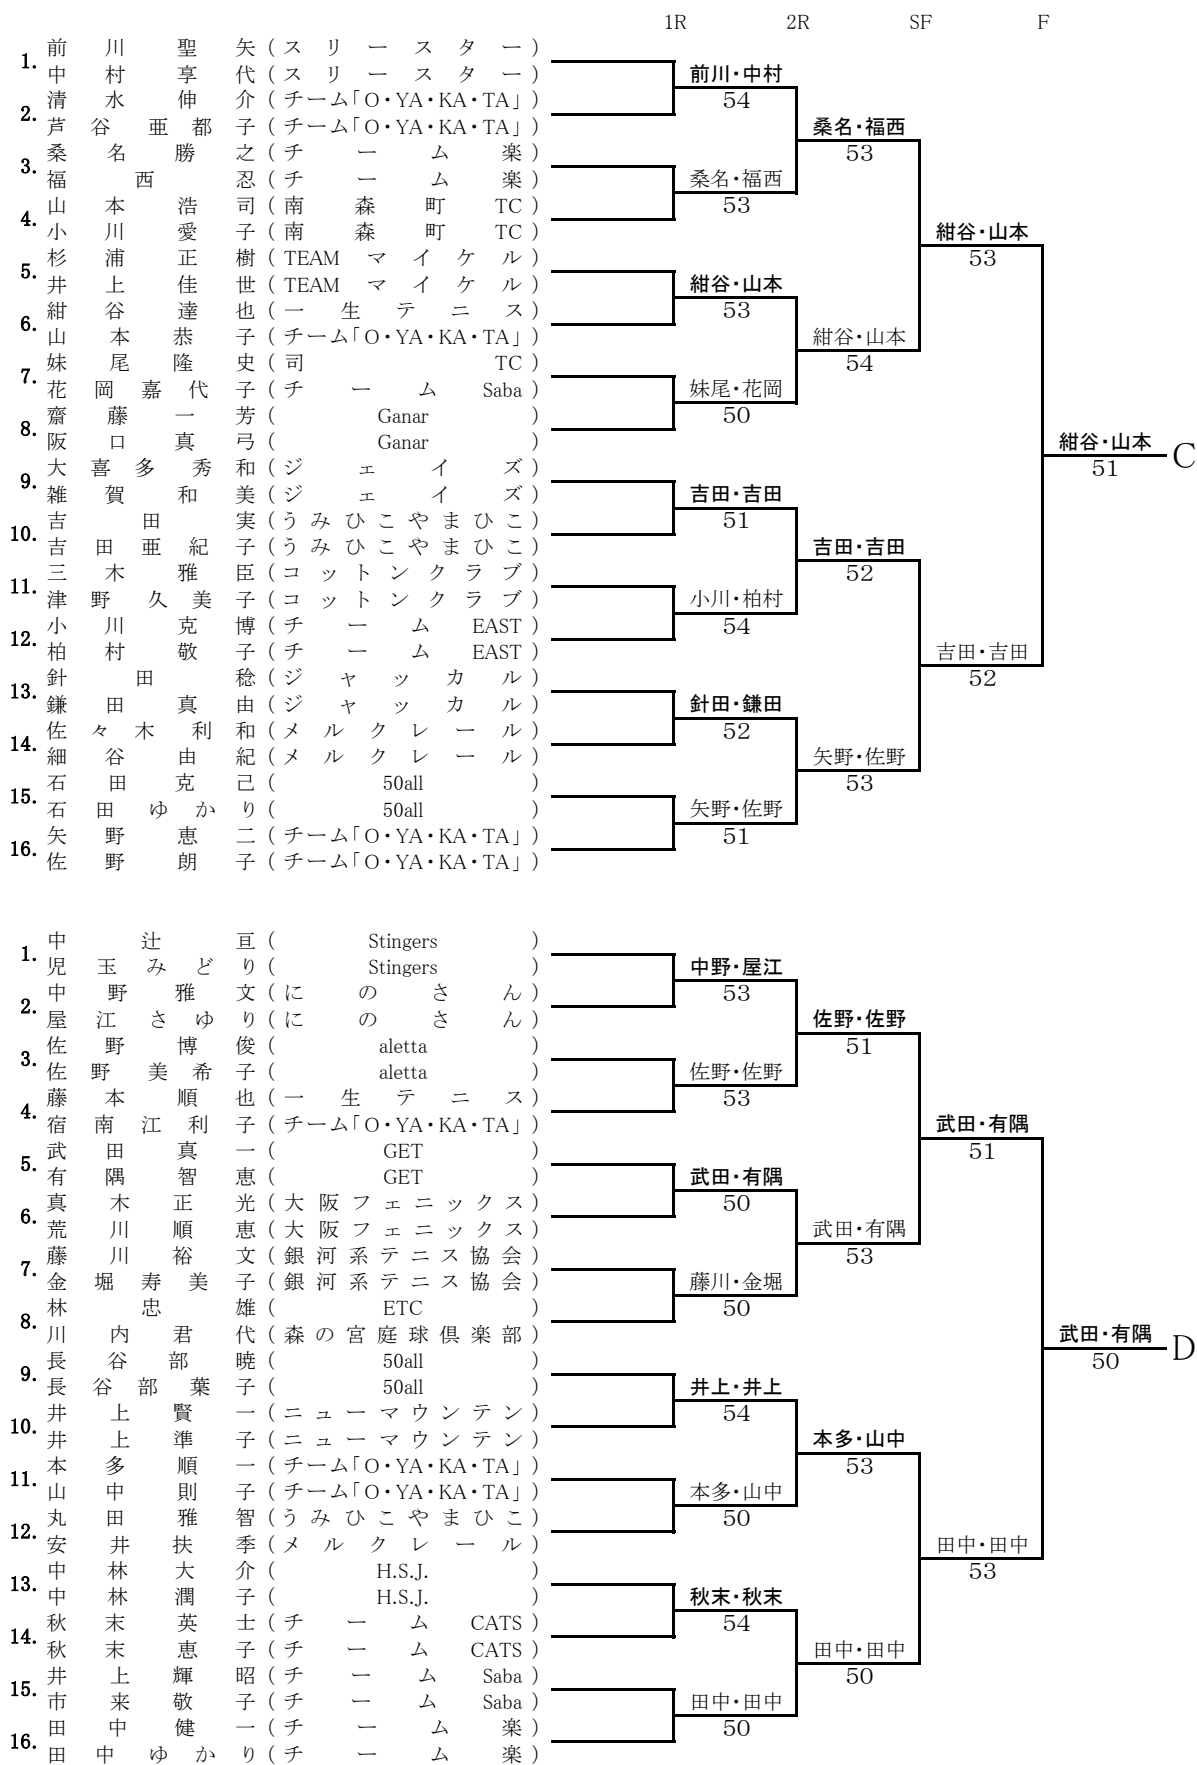 1R 2R SF F
1. 前川聖矢(スリースター)
中村享代(スリースター)
前川・中村
54
2. 清水伸介(チーム「O・YA・KA・TA」)
芦谷亜都子(チーム「O・YA・KA・TA」)
桑名・福西
53
3. 桑名勝之(チーム楽)
福西忍(チーム楽)
桑名・福西
53
4. 山本浩司(南森町TC)
小川愛子(南森町TC)
紺谷・山本
53
5. 杉浦正樹(TEAMマイケル)
井上佳世(TEAMマイケル)
紺谷・山本
53
6. 紺谷達也(一生テニス)
山本恭子(チーム「O・YA・KA・TA」)
紺谷・山本
54
7. 妹尾隆史(司TC)
花岡嘉代子(チームSaba)
妹尾・花岡
50
8. 齋藤一芳(Ganar)
阪口真弓(Ganar)
紺谷・山本
51
C
9. 大喜多秀和(ジェイズ)
雑賀和美(ジェイズ)
吉田・吉田
51
10. 吉田実(うみひこやまひこ)
吉田亜紀子(うみひこやまひこ)
吉田・吉田
52
11. 三木雅臣(コットンクラブ)
津野久美子(コットンクラブ)
小川・柏村
54
12. 小川克博(チームEAST)
柏村敬子(チームEAST)
吉田・吉田
52
13. 針田稔(ジャッカル)
鎌田真由(ジャッカル)
針田・鎌田
52
14. 佐々木利和(メルクレール)
細谷由紀(メルクレール)
矢野・佐野
53
15. 石田克己(50all)
石田ゆかり(50all)
矢野・佐野
51
16. 矢野恵二(チーム「O・YA・KA・TA」)
佐野朗子(チーム「O・YA・KA・TA」)
1. 中辻亘(Stingers)
児玉みどり(Stingers)
中野・屋江
53
2. 中野雅文(にのさん)
屋江さゆり(にのさん)
佐野・佐野
51
3. 佐野博俊(aletta)
佐野美希子(aletta)
佐野・佐野
53
4. 藤本順也(一生テニス)
宿南江利子(チーム「O・YA・KA・TA」)
武田・有隅
51
5. 武田真一(GET)
有隅智恵(GET)
武田・有隅
50
6. 真木正光(大阪フェニックス)
荒川順恵(大阪フェニックス)
武田・有隅
53
7. 藤川裕文(銀河系テニス協会)
金堀寿美子(銀河系テニス協会)
藤川・金堀
50
8. 林忠雄(ETC)
川内君代(森の宮庭球倶楽部)
武田・有隅
50
D
9. 長谷部暁(50all)
長谷部葉子(50all)
井上・井上
54
10. 井上賢一(ニューマウンテン)
井上準子(ニューマウンテン)
本多・山中
53
11. 本多順一(チーム「O・YA・KA・TA」)
山中則子(チーム「O・YA・KA・TA」)
本多・山中
50
12. 丸田雅智(うみひこやまひこ)
安井扶季(メルクレール)
田中・田中
53
13. 中林大介(H.S.J.)
中林潤子(H.S.J.)
秋末・秋末
54
14. 秋末英士(チームCATS)
秋末恵子(チームCATS)
田中・田中
50
15. 井上輝昭(チームSaba)
市来敬子(チームSaba)
田中・田中
50
16. 田中健一(チーム楽)
田中ゆかり(チーム楽)